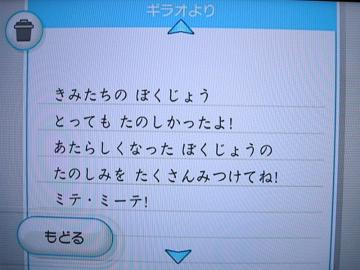 ギラオより
きみたちの ぼくじょう
とっても たのしかったよ!
あたらしくなった ぼくじょうの
たのしみを たくさんみつけてね!
ミテ・ミーテ!
もどる